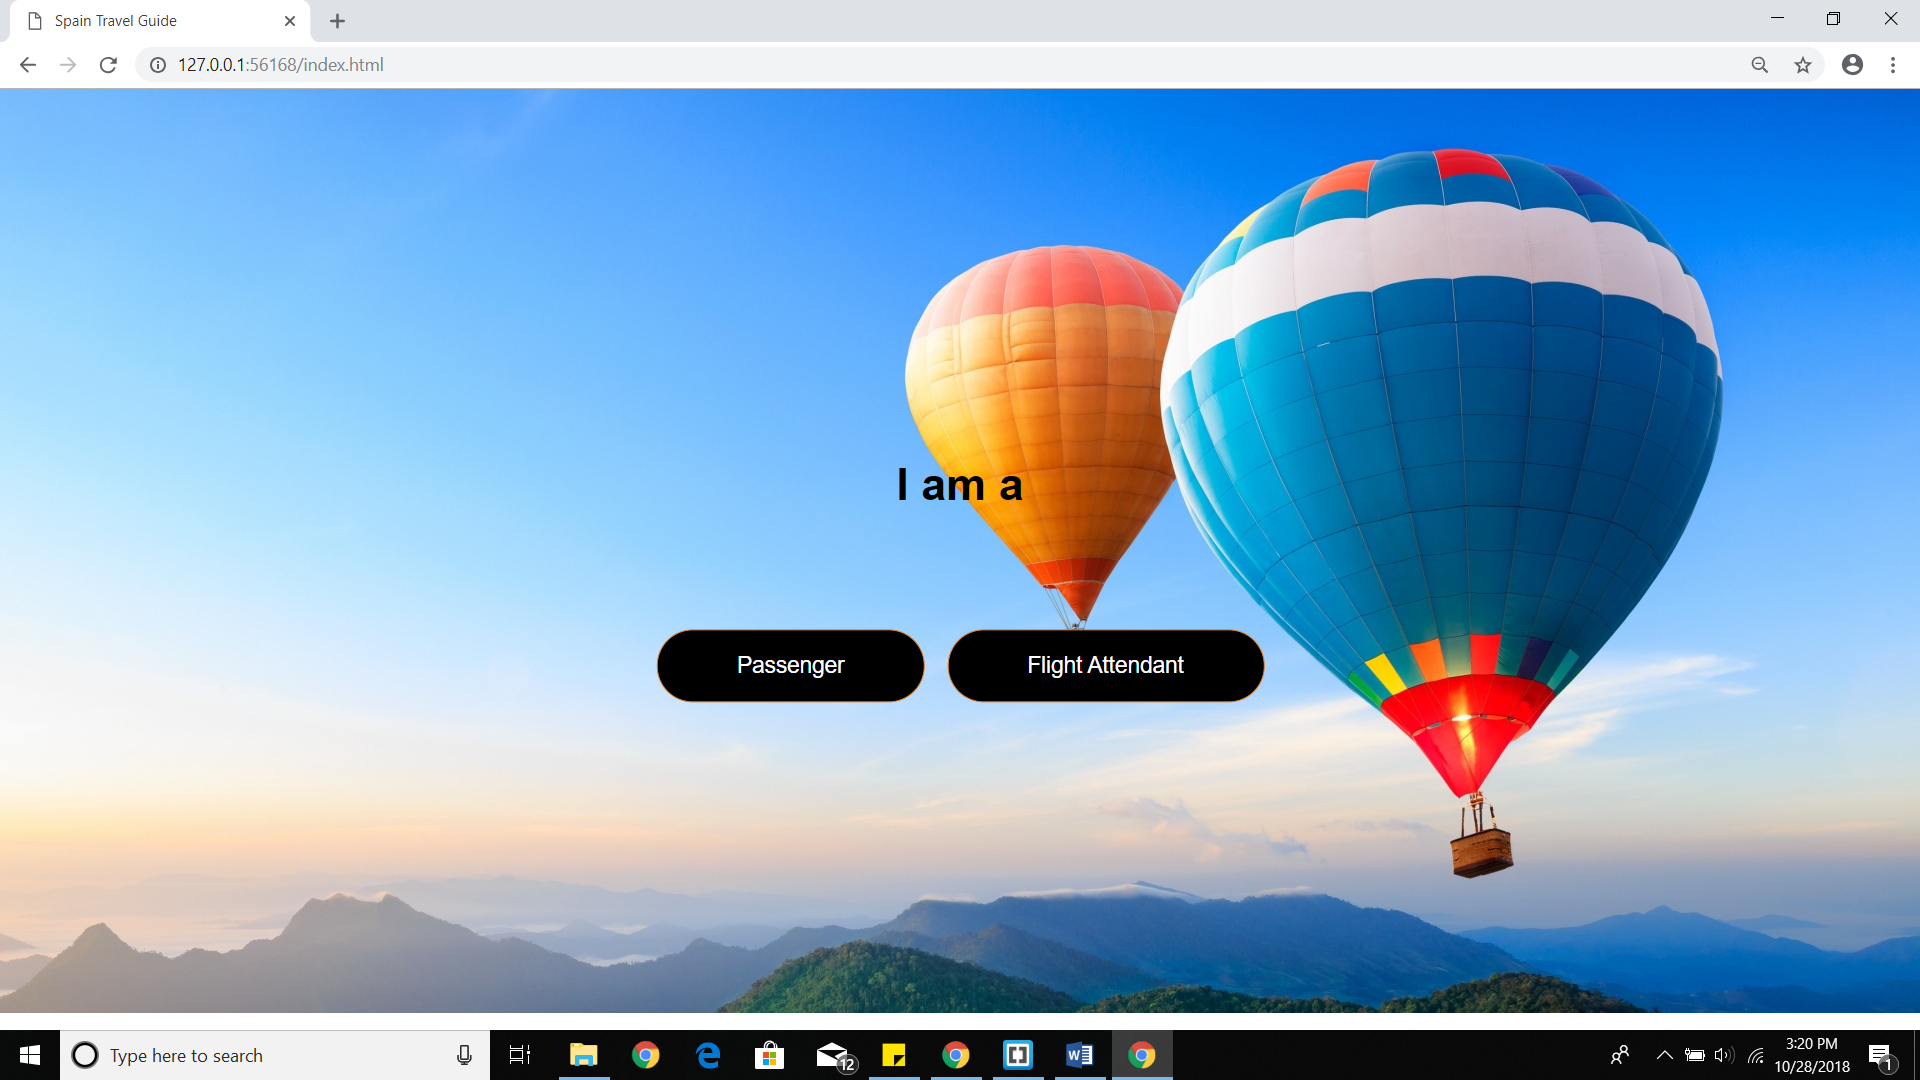 Spain Travel Guide
127.0.0.1:56168/index.html
I am a
Passenger
Flight Attendant
Type here to search
12
W
3:20 PM
10/28/2018
1